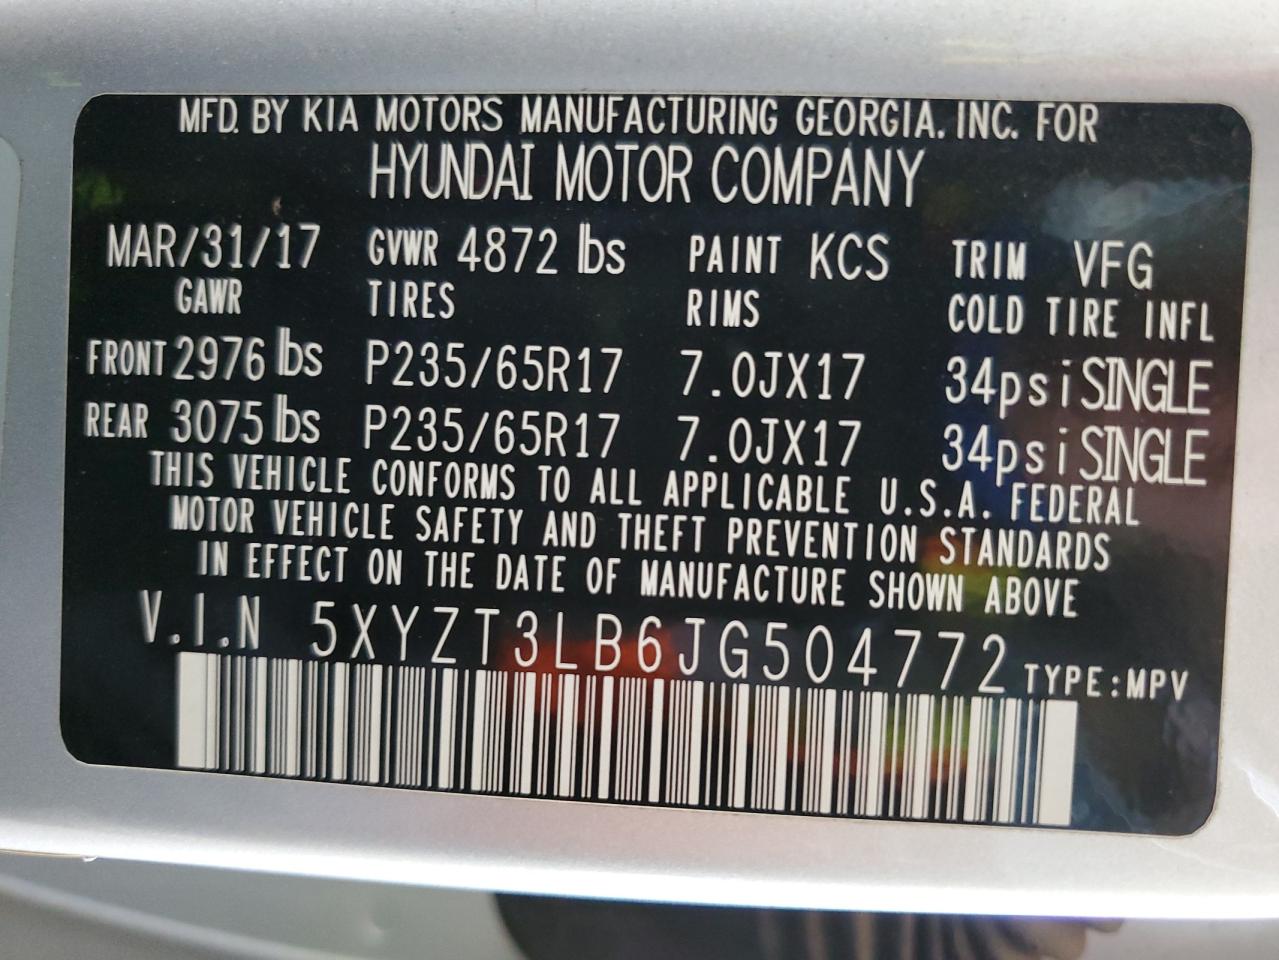 MFD. BY KIA MOTORS MANUFACTURING GEORGIA. INC. FOR
HYUNDAI MOTOR COMPANY
MAR/31/17 GVWR 4872 lbs PAINT KCS TRIM VFG
GAWR TIRES RIMS COLD TIRE INFL
FRONT 2976 lbs P235/65R17 7.0JX17 34psi SINGLE
REAR 3075 lbs P235/65R17 7.0JX17 34psi SINGLE
THIS VEHICLE CONFORMS TO ALL APPLICABLE U.S.A. FEDERAL
MOTOR VEHICLE SAFETY AND THEFT PREVENTION STANDARDS
IN EFFECT ON THE DATE OF MANUFACTURE SHOWN ABOVE
V.I.N 5XYZT3LB6JG504772 TYPE:MPV